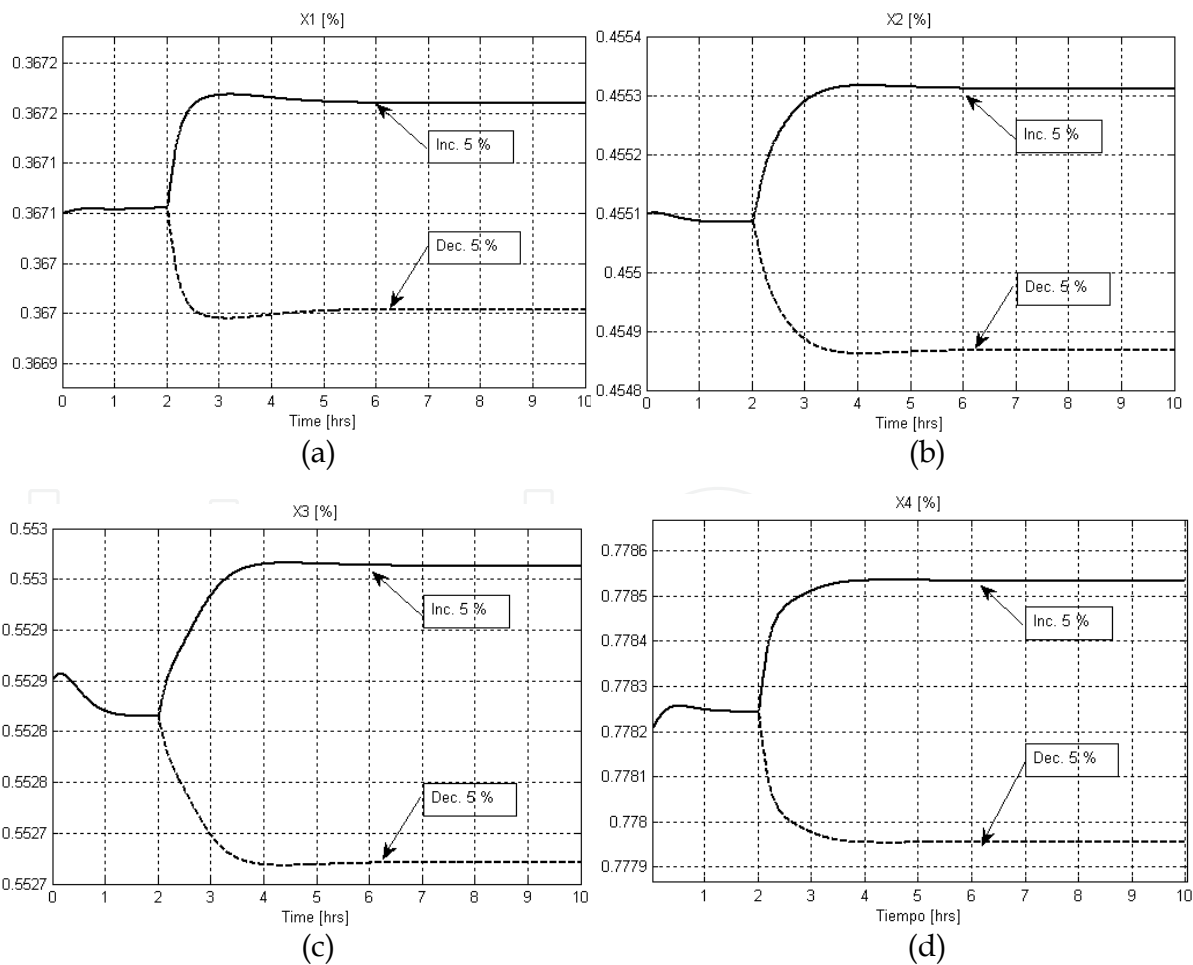 X1 [%]
0.3672
0.3672
0.3671
0.3671
0.367
0.367
0.3669
Inc. 5 %
Dec. 5 %
0 1 2 3 4 5 6 7 8 9 10
Time [hrs]
(a)
X2 [%]
0.4554
0.4553
0.4552
0.4551
0.455
0.4549
0.4548
Inc. 5 %
Dec. 5 %
0 1 2 3 4 5 6 7 8 9 10
Time [hrs]
(b)
X3 [%]
0.553
0.553
0.5529
0.5529
0.5528
0.5528
0.5527
0.5527
Inc. 5 %
Dec. 5 %
0 1 2 3 4 5 6 7 8 9 10
Time [hrs]
(c)
X4 [%]
0.7786
0.7785
0.7784
0.7783
0.7782
0.7781
0.778
0.7779
Inc. 5 %
Dec. 5 %
1 2 3 4 5 6 7 8 9 10
Tiempo [hrs]
(d)